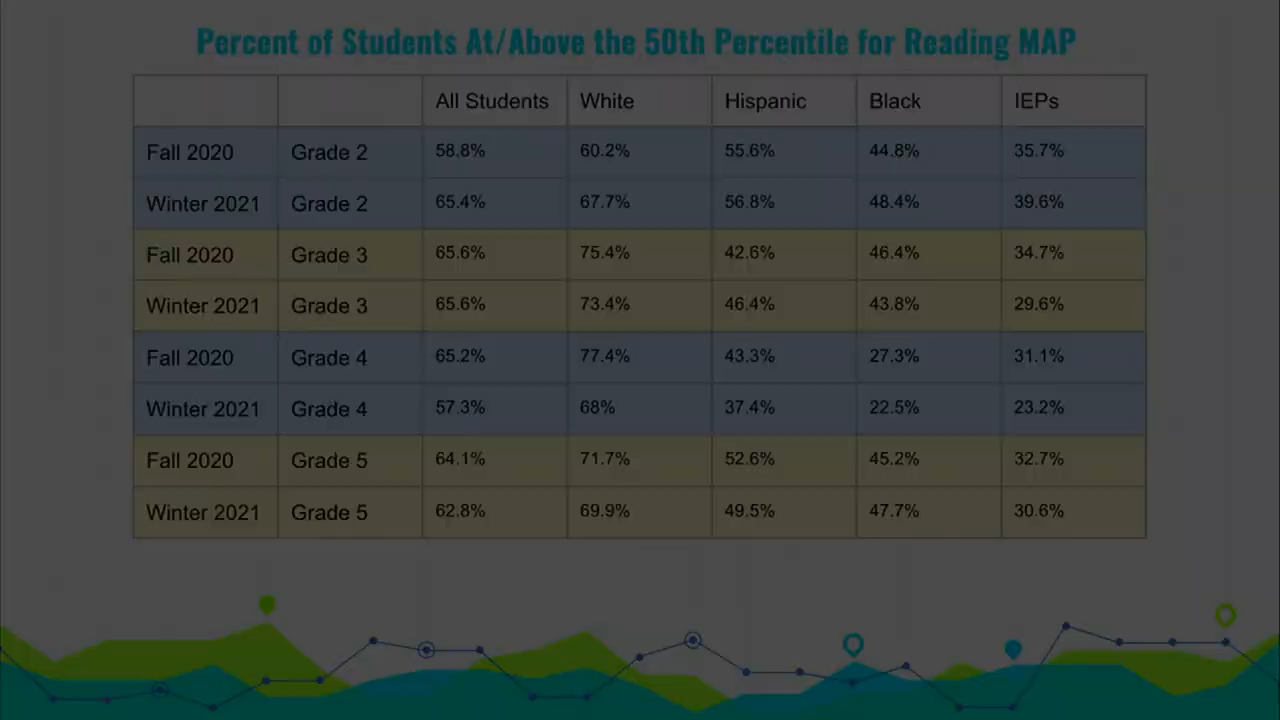 Percent of Students At/Above the 50th Percentile for Reading MAP
All Students White Hispanic Black IEPs
Fall 2020 Grade 2 58.8% 60.2% 55.6% 44.8% 35.7%
Winter 2021 Grade 2 65.4% 67.7% 56.8% 48.4% 39.6%
Fall 2020 Grade 3 65.6% 75.4% 42.6% 46.4% 34.7%
Winter 2021 Grade 3 65.6% 73.4% 46.4% 43.8% 29.6%
Fall 2020 Grade 4 65.2% 77.4% 43.3% 27.3% 31.1%
Winter 2021 Grade 4 57.3% 68% 37.4% 22.5% 23.2%
Fall 2020 Grade 5 64.1% 71.7% 52.6% 45.2% 32.7%
Winter 2021 Grade 5 62.8% 69.9% 49.5% 47.7% 30.6%